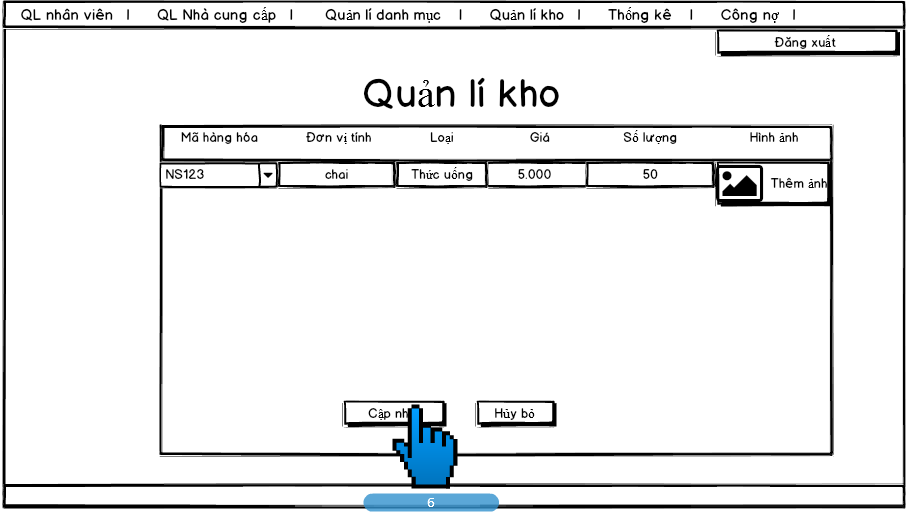 QL nhân viên | QL Nhà cung cấp | Quản lí danh mục | Quản lí kho | Thống kê | Công nợ |
Đăng xuất
Quản lí kho
Mã hàng hóa Đơn vị tính Loại Giá Số lượng Hình ảnh
NS123 chai Thức uống 5.000 50 Thêm ảnh
Cập nh Hủy bỏ
6